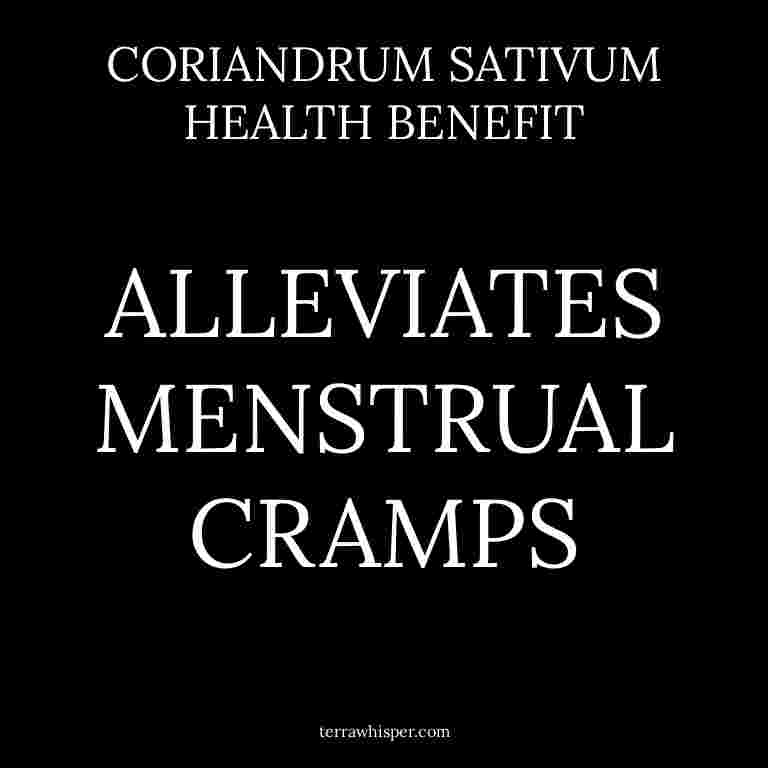 CORIANDRUM SATIVUM
HEALTH BENEFIT
ALLEVIATES
MENSTRUAL
CRAMPS
terrawhisper.com